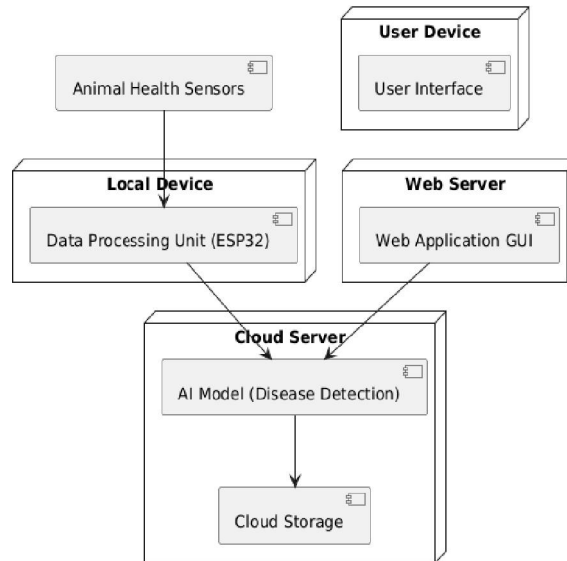 User Device
Animal Health Sensors
User Interface
Local Device
Web Server
Data Processing Unit (ESP32)
Web Application GUI
Cloud Server
AI Model (Disease Detection)
Cloud Storage